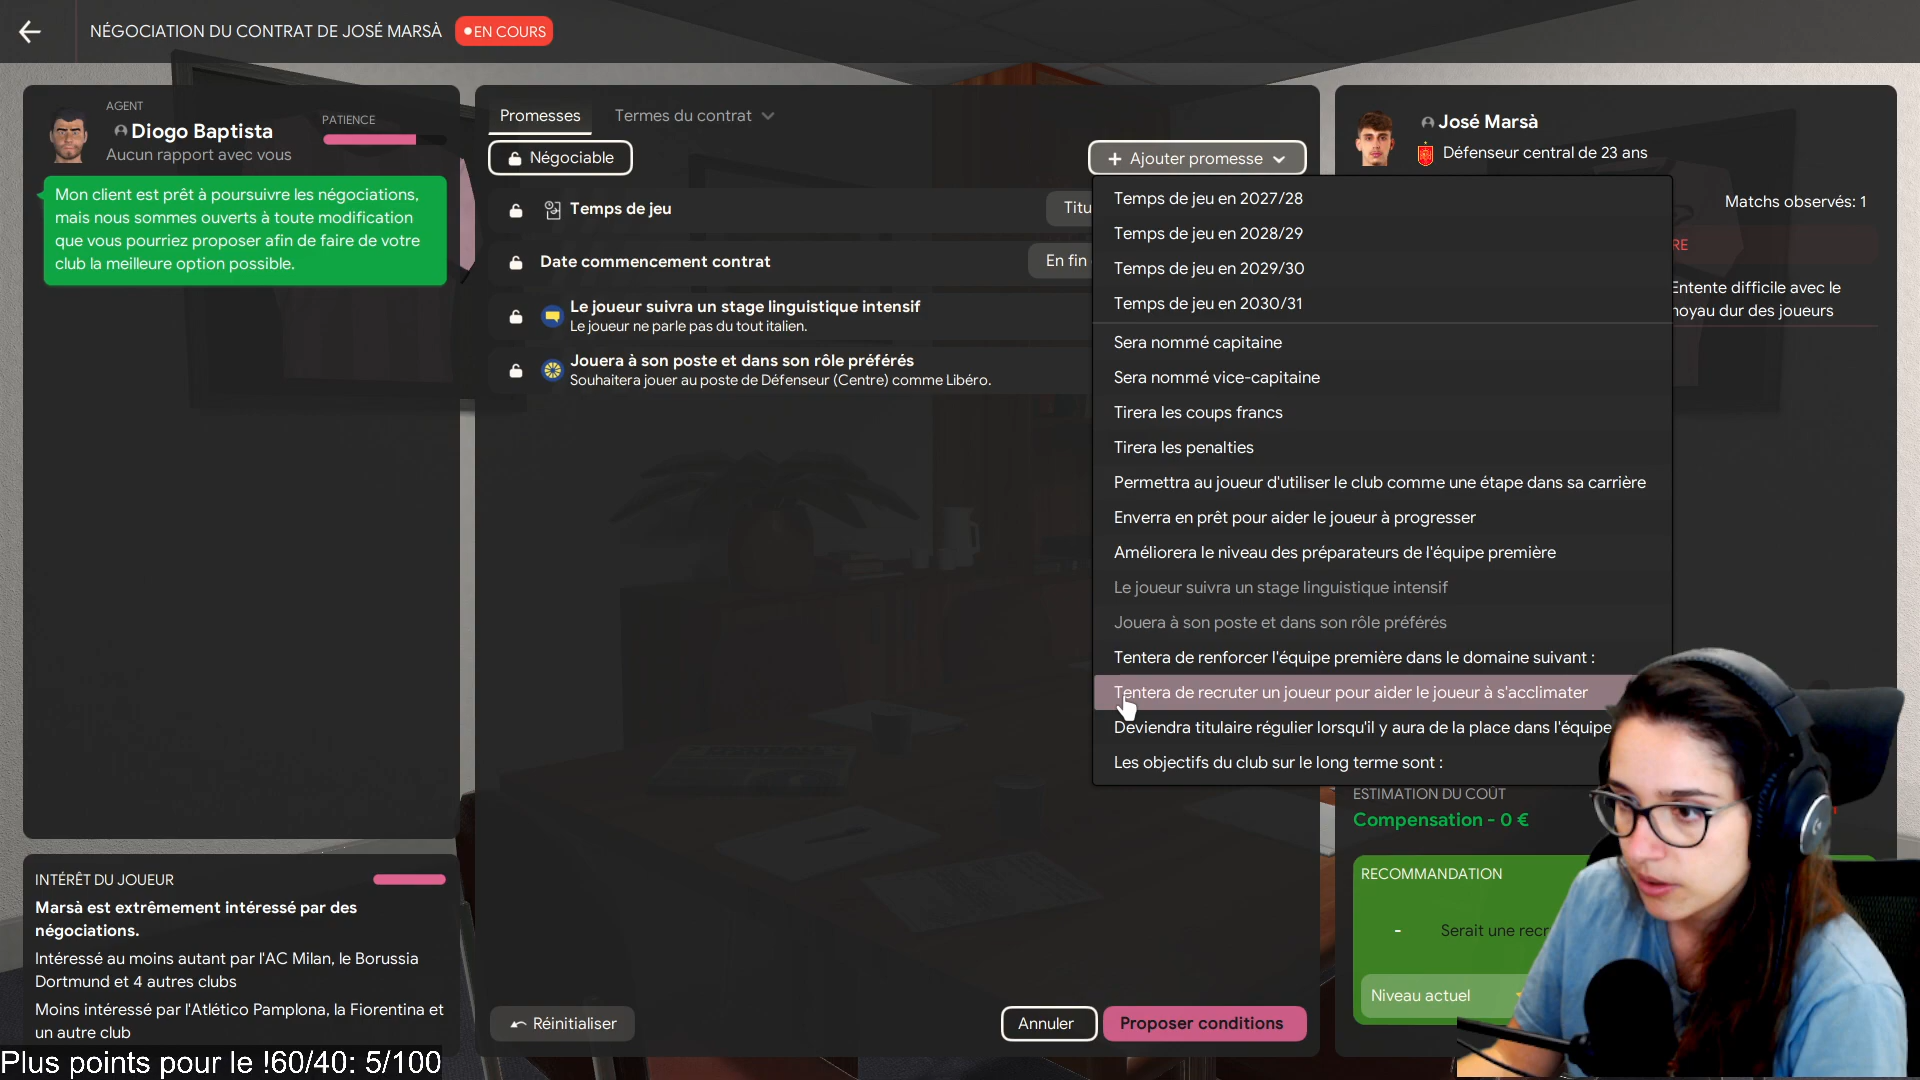 NÉGOCIATION DU CONTRAT DE JOSÉ MARSÀ
EN COURS
AGENT
Diogo Baptista
Aucun rapport avec vous
PATIENCE
Mon client est prêt à poursuivre les négociations,
mais nous sommes ouverts à toute modification
que vous pourriez proposer afin de faire de votre
club la meilleure option possible.
INTÉRÊT DU JOUEUR
Marsà est extrêmement intéressé par des
négociations.
Intéressé au moins autant par l'AC Milan, le Borussia
Dortmund et 4 autres clubs
Moins intéressé par l'Atlético Pamplona, la Fiorentina et
un autre club
Plus points pour le !60/40: 5/100
Promesses
Termes du contrat
Négociable
+ Ajouter promesse
Temps de jeu
Titu
Date commencement contrat
En fin
Le joueur suivra un stage linguistique intensif
Le joueur ne parle pas du tout italien.
Jouera à son poste et dans son rôle préférés
Souhaitera jouer au poste de Défenseur (Centre) comme Libéro.
Temps de jeu en 2027/28
Temps de jeu en 2028/29
Temps de jeu en 2029/30
Temps de jeu en 2030/31
Sera nommé capitaine
Sera nommé vice-capitaine
Tirera les coups francs
Tirera les penalties
Permettra au joueur d'utiliser le club comme une étape dans sa carrière
Enverra en prêt pour aider le joueur à progresser
Améliorera le niveau des préparateurs de l'équipe première
Le joueur suivra un stage linguistique intensif
Jouera à son poste et dans son rôle préférés
Tentera de renforcer l'équipe première dans le domaine suivant :
Tentera de recruter un joueur pour aider le joueur à s'acclimater
Deviendra titulaire régulier lorsqu'il y aura de la place dans l'équipe
Les objectifs du club sur le long terme sont :
Réinitialiser
Annuler
Proposer conditions
José Marsà
Défenseur central de 23 ans
Matchs observés: 1
RE
Entente difficile avec le
noyau dur des joueurs
ESTIMATION DU COÛT
Compensation - 0 €
RECOMMANDATION
- Serait une recr
Niveau actuel